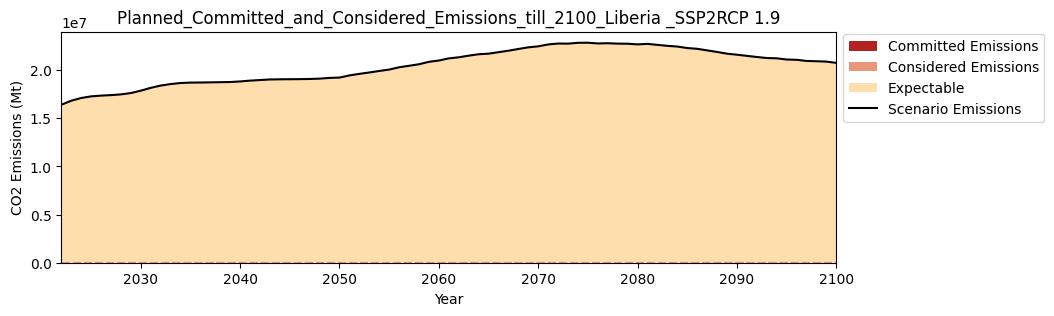 Planned_Committed_and_Considered_Emissions_till_2100_Liberia _SSP2RCP 1.9
1e7
2.0
1.5
1.0
0.5
0.0
CO2 Emissions (Mt)
2030 2040 2050 2060 2070 2080 2090 2100
Year
Committed Emissions
Considered Emissions
Expectable
Scenario Emissions